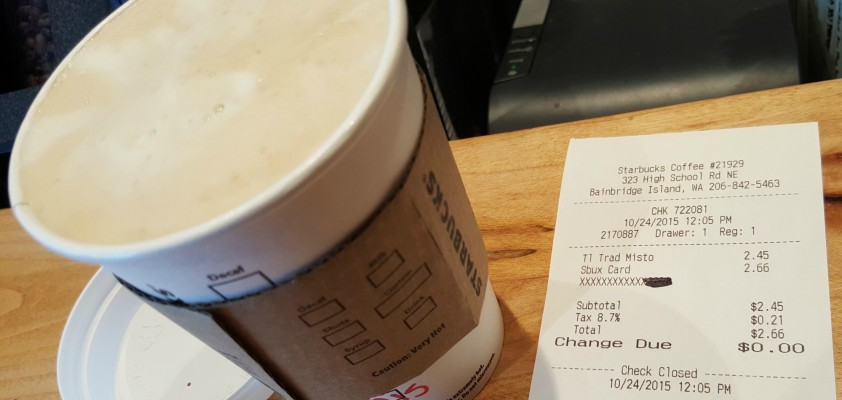 Decaf
Decaf
Shots
Syrup
Milk
Custom
Drink
Caution: Very Hot
STARBUCKS
Starbucks Coffee #21929
323 High School Rd NE
Bainbridge Island, WA 206-842-5463
CHK 722081
10/24/2015 12:05 PM
2170887 Drawer: 1 Reg: 1
Tl Trad Misto 2.45
Sbux Card 2.66
XXXXXXXXXXXX
Subtotal $2.45
Tax 8.7% $0.21
Total $2.66
Change Due $0.00
Check Closed
10/24/2015 12:05 PM